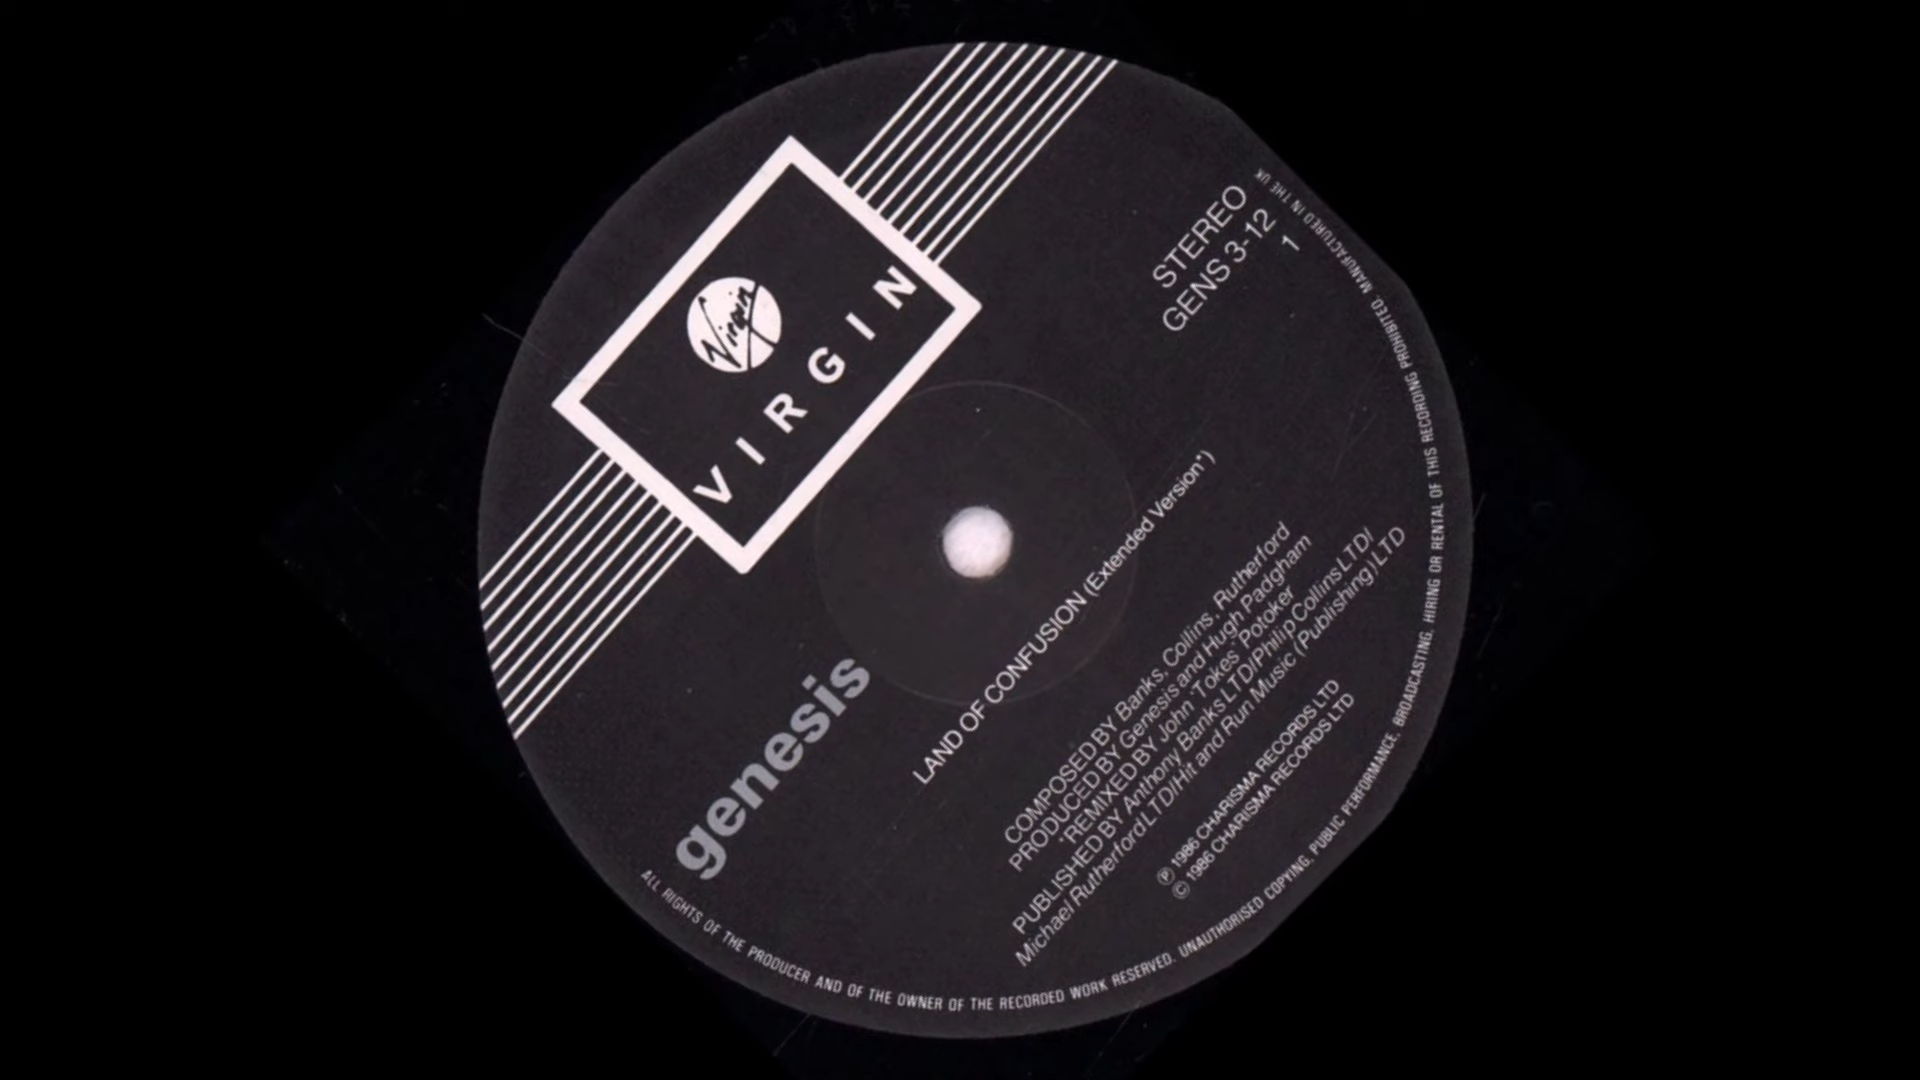 Virgin
VIRGIN
STEREO
GENS 3-12
1
genesis
LAND OF CONFUSION (Extended Version*)
COMPOSED BY Banks, Collins, Rutherford
PRODUCED BY Genesis and Hugh Padgham
*REMIXED BY John 'Tokes' Potoker
PUBLISHED BY Anthony Banks LTD/Philip Collins LTD/
Michael Rutherford LTD/Hit and Run Music (Publishing) LTD
℗ 1986 CHARISMA RECORDS LTD
© 1986 CHARISMA RECORDS LTD
ALL RIGHTS OF THE PRODUCER AND OF THE OWNER OF THE RECORDED WORK RESERVED. UNAUTHORISED COPYING, PUBLIC PERFORMANCE, BROADCASTING, HIRING OR RENTAL OF THIS RECORDING PROHIBITED. MANUFACTURED IN THE UK